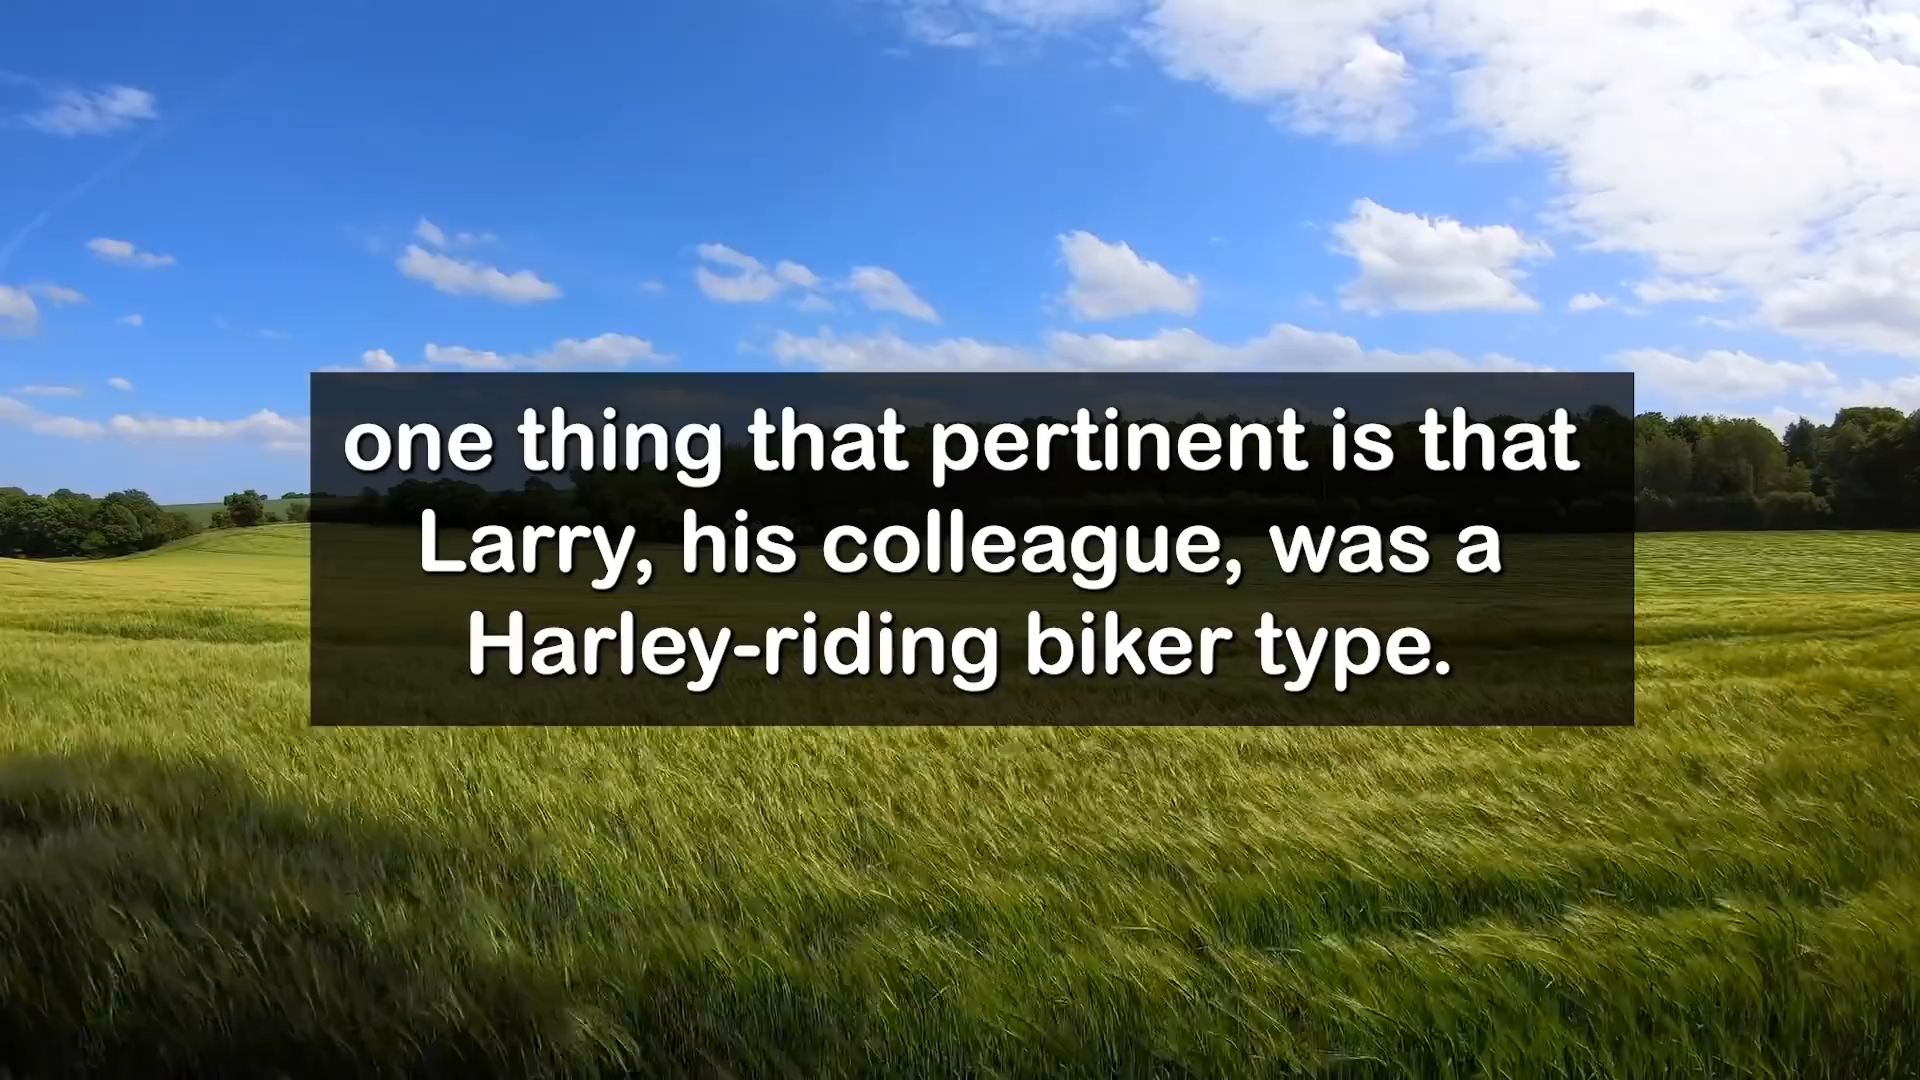 one thing that pertinent is that
Larry, his colleague, was a
Harley-riding biker type.